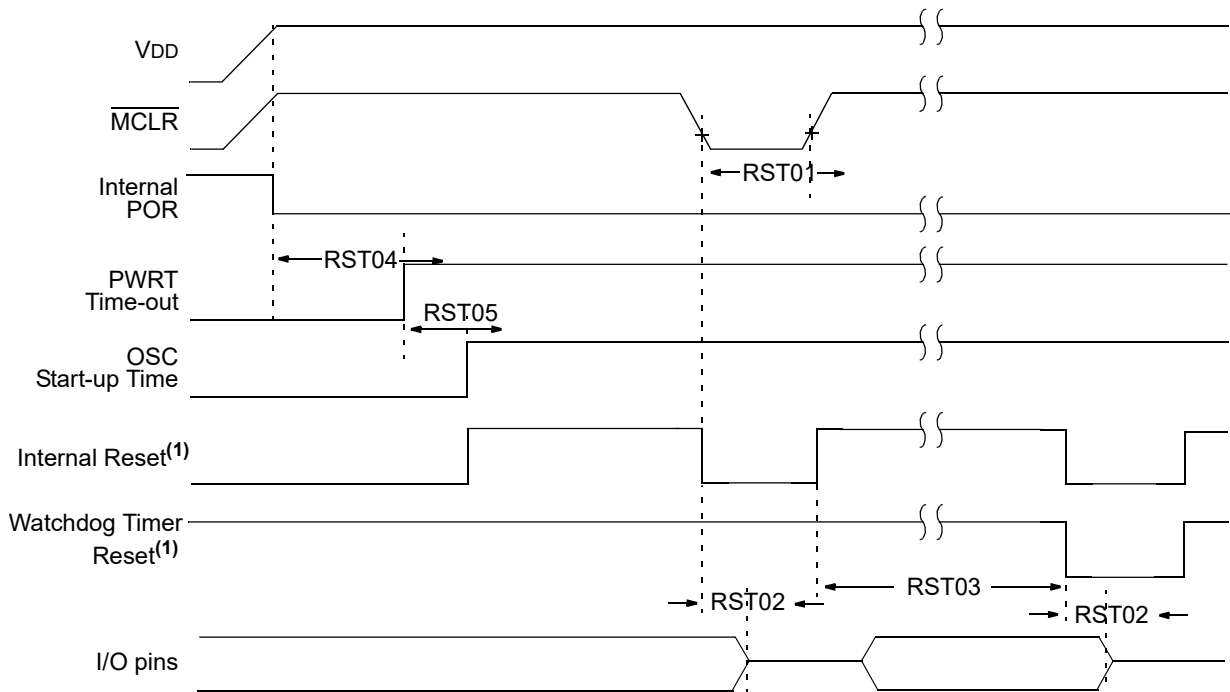 VDD
MCLR
RST01
Internal
POR
RST04
PWRT
Time-out
RST05
OSC
Start-up Time
Internal Reset(1)
Watchdog Timer
Reset(1)
RST03
RST02
RST02
I/O pins